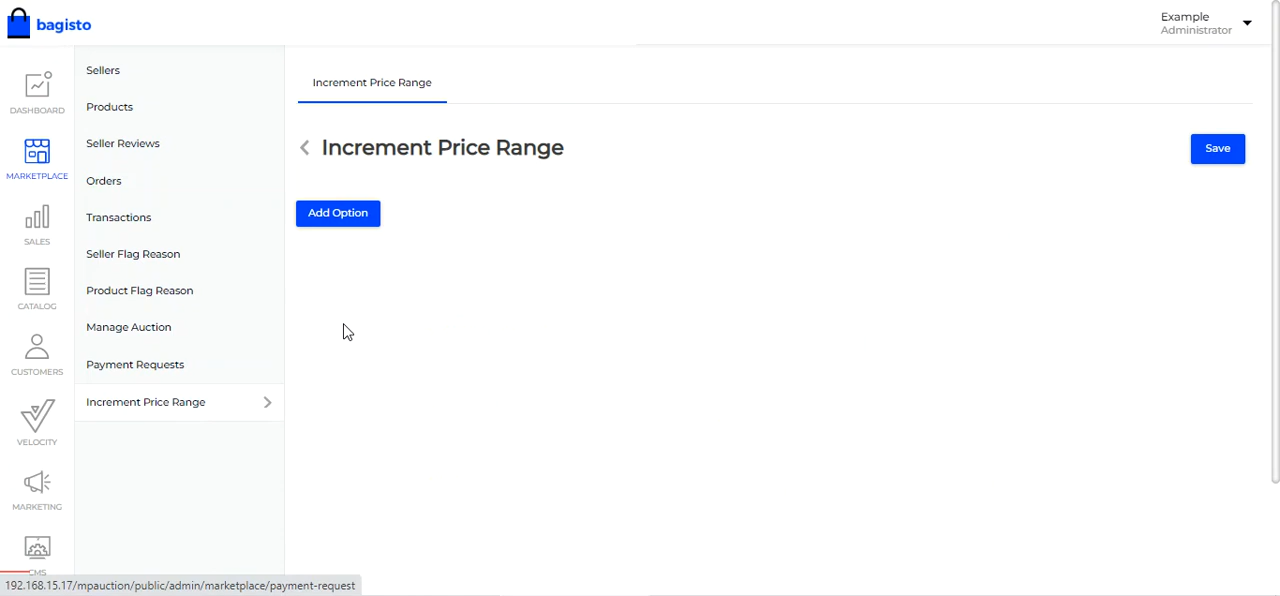 bagisto
Example
Administrator
DASHBOARD
MARKETPLACE
SALES
CATALOG
CUSTOMERS
VELOCITY
MARKETING
CMS
Sellers
Products
Seller Reviews
Orders
Transactions
Seller Flag Reason
Product Flag Reason
Manage Auction
Payment Requests
Increment Price Range
Increment Price Range
Increment Price Range
Save
Add Option
192.168.15.17/mpauction/public/admin/marketplace/payment-request